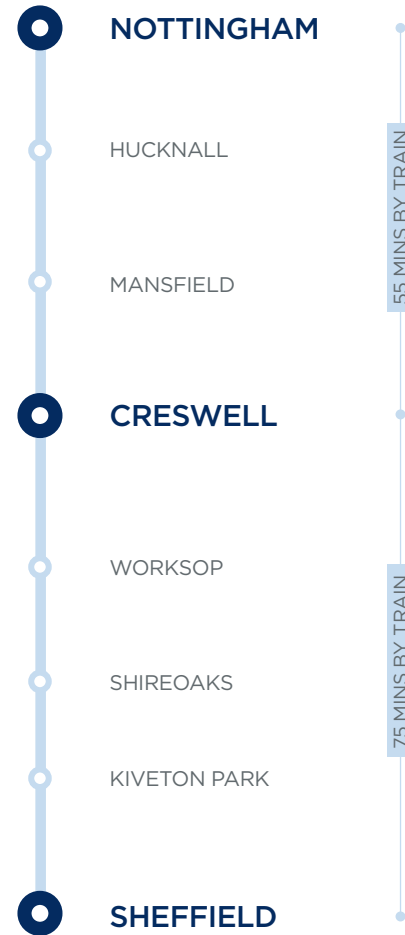 NOTTINGHAM
HUCKNALL
55 MINS BY TRAIN
MANSFIELD
CRESWELL
WORKSOP
75 MINS BY TRAIN
SHIREOAKS
KIVETON PARK
SHEFFIELD